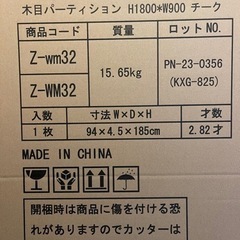 木目パーティション H1800*W900 チーク
商品コード 質量 ロットNO.
Z-wm32 15.65kg PN-23-0356
Z-WM32 (KXG-825)
入数 寸法W×D×H 才数
1枚 94×4.5×185cm 2.82才
MADE IN CHINA
開梱時は商品に傷を付ける恐
れがありますのでカッターは